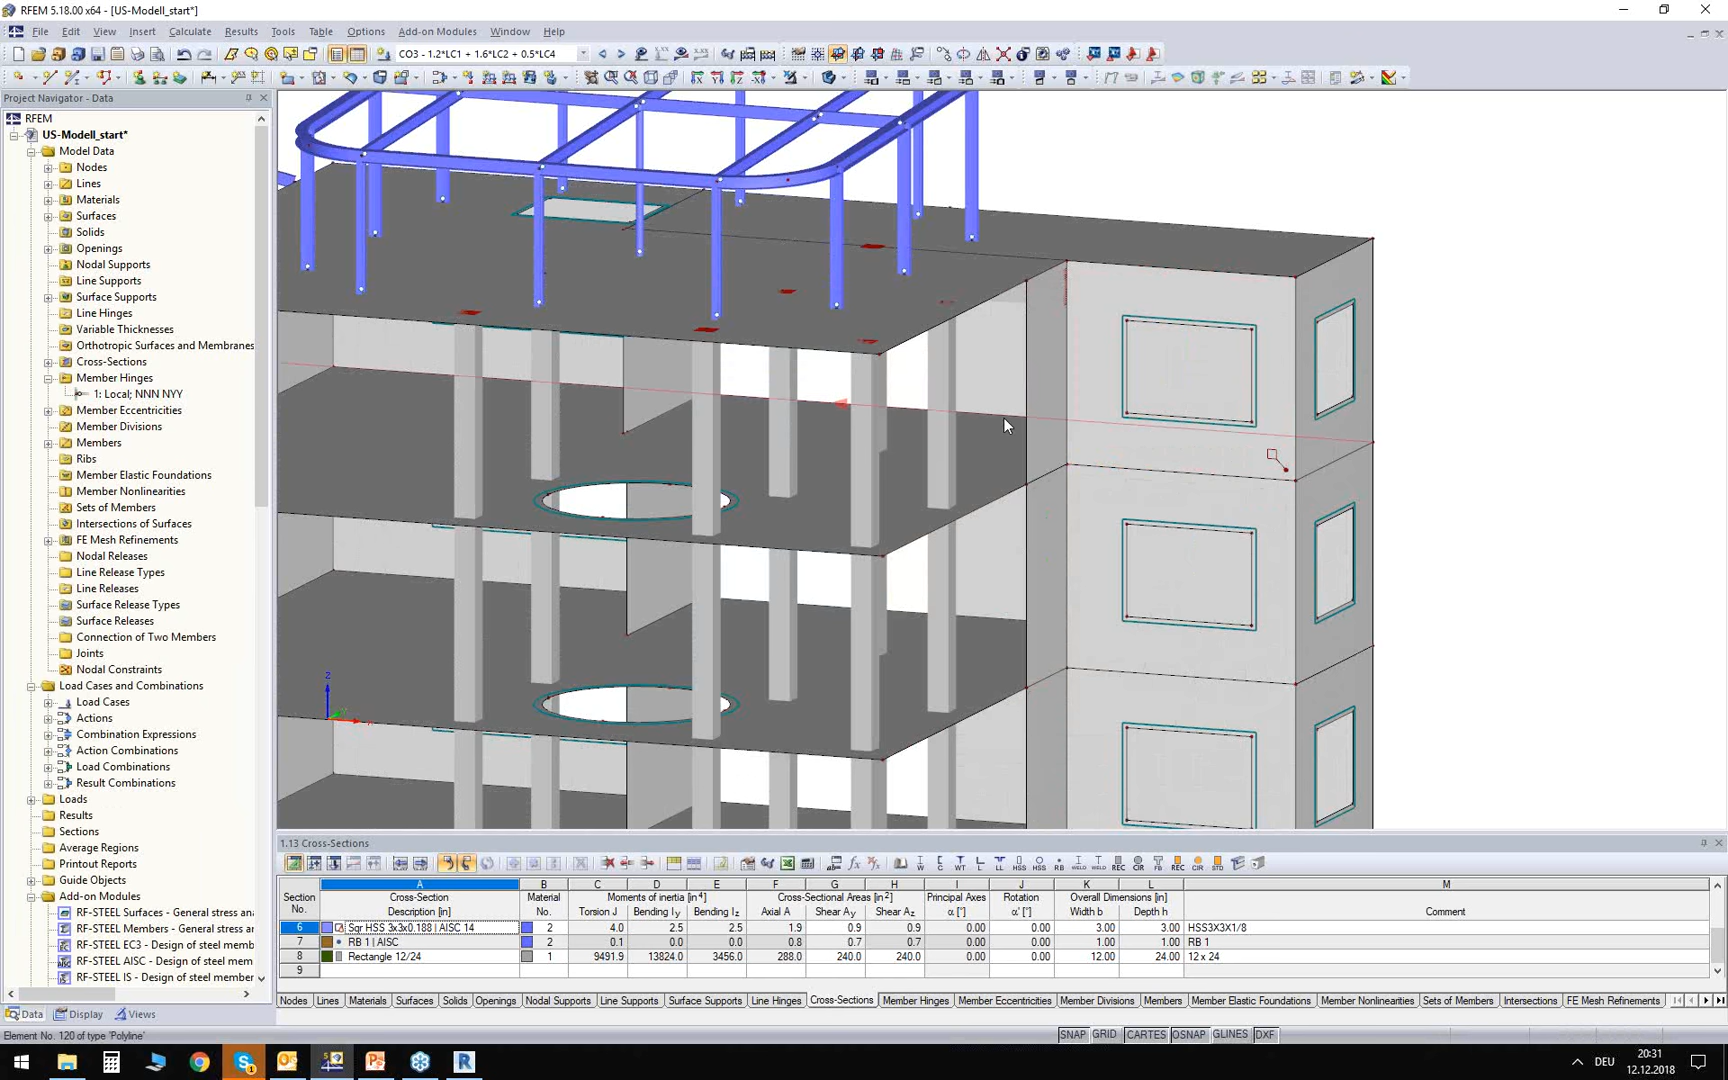 RFEM 5.18.00 x64 - [US-Modell_start*]
File Edit View Insert Calculate Results Tools Table Options Add-on Modules Window Help
CO3 - 1.2*LC1 + 1.6*LC2 + 0.5*LC4
Project Navigator - Data
RFEM
US-Modell_start*
Model Data
Nodes
Lines
Materials
Surfaces
Solids
Openings
Nodal Supports
Line Supports
Surface Supports
Line Hinges
Variable Thicknesses
Orthotropic Surfaces and Membranes
Cross-Sections
Member Hinges
1: Local; NNN NYY
Member Eccentricities
Member Divisions
Members
Ribs
Member Elastic Foundations
Member Nonlinearities
Sets of Members
Intersections of Surfaces
FE Mesh Refinements
Nodal Releases
Line Release Types
Line Releases
Surface Release Types
Surface Releases
Connection of Two Members
Joints
Nodal Constraints
Load Cases and Combinations
Load Cases
Actions
Combination Expressions
Action Combinations
Load Combinations
Result Combinations
Loads
Results
Sections
Average Regions
Printout Reports
Guide Objects
Add-on Modules
RF-STEEL Surfaces - General stress ana
RF-STEEL Members - General stress ana
RF-STEEL EC3 - Design of steel memb
RF-STEEL AISC - Design of steel membe
RF-STEEL IS - Design of steel member
Data Display Views
Z
1.13 Cross-Sections
A B C D E F G H I J K L M
Section Cross-Section Material Moments of inertia [in⁴] Cross-Sectional Areas [in²] Principal Axes Rotation Overall Dimensions [in]
No. Description [in] No. Torsion J Bending Iy Bending Iz Axial A Shear Ay Shear Az α [°] α' [°] Width b Depth h Comment
6 Sqr HSS 3x3x0.188 | AISC 14 2 4.0 2.5 2.5 1.9 0.9 0.9 0.00 0.00 3.00 3.00 HSS3X3X1/8
7 RB 1 | AISC 2 0.1 0.0 0.0 0.8 0.7 0.7 0.00 0.00 1.00 1.00 RB 1
8 Rectangle 12/24 1 9491.9 13824.0 3456.0 288.0 240.0 240.0 0.00 0.00 12.00 24.00 12 x 24
9
Nodes Lines Materials Surfaces Solids Openings Nodal Supports Line Supports Surface Supports Line Hinges Cross-Sections Member Hinges Member Eccentricities Member Divisions Members Member Elastic Foundations Member Nonlinearities Sets of Members Intersections FE Mesh Refinements
Element No. 120 of type 'Polyline'
SNAP GRID CARTES OSNAP GLINES DXF
DEU
20:31
12.12.2018